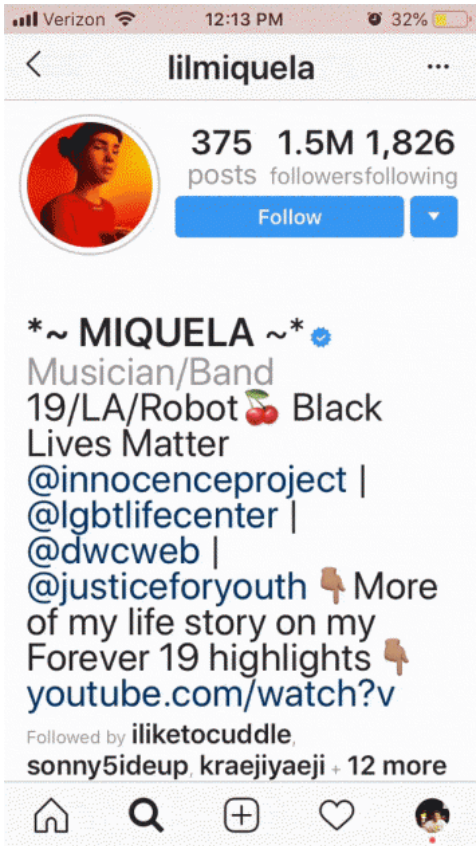 Verizon 12:13 PM 32%
lilmiquela
375 1.5M 1,826
posts followers following
Follow
*~ MIQUELA ~*
Musician/Band
19/LA/Robot🍒 Black
Lives Matter
@innocenceproject |
@lgbtlifecenter |
@dwcweb |
@justiceforyouth 👇🏽 More
of my life story on my
Forever 19 highlights 👇🏽
youtube.com/watch?v
Followed by iliketocuddle,
sonny5ideup, kraejiyaeji + 12 more